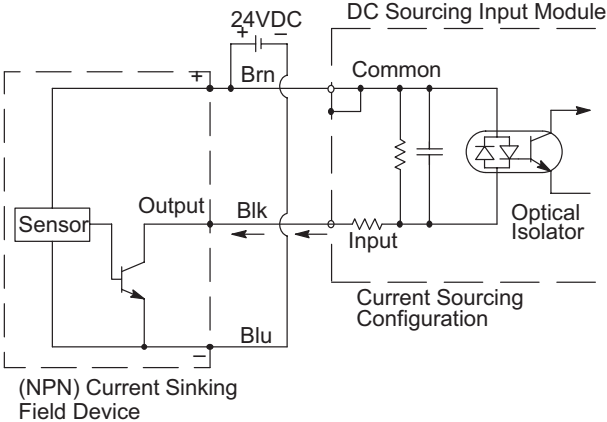 DC Sourcing Input Module
24VDC
+ −
+
Brn
Common
Output
Blk
Sensor
Input
Optical
Isolator
Current Sourcing
Configuration
Blu
−
(NPN) Current Sinking
Field Device